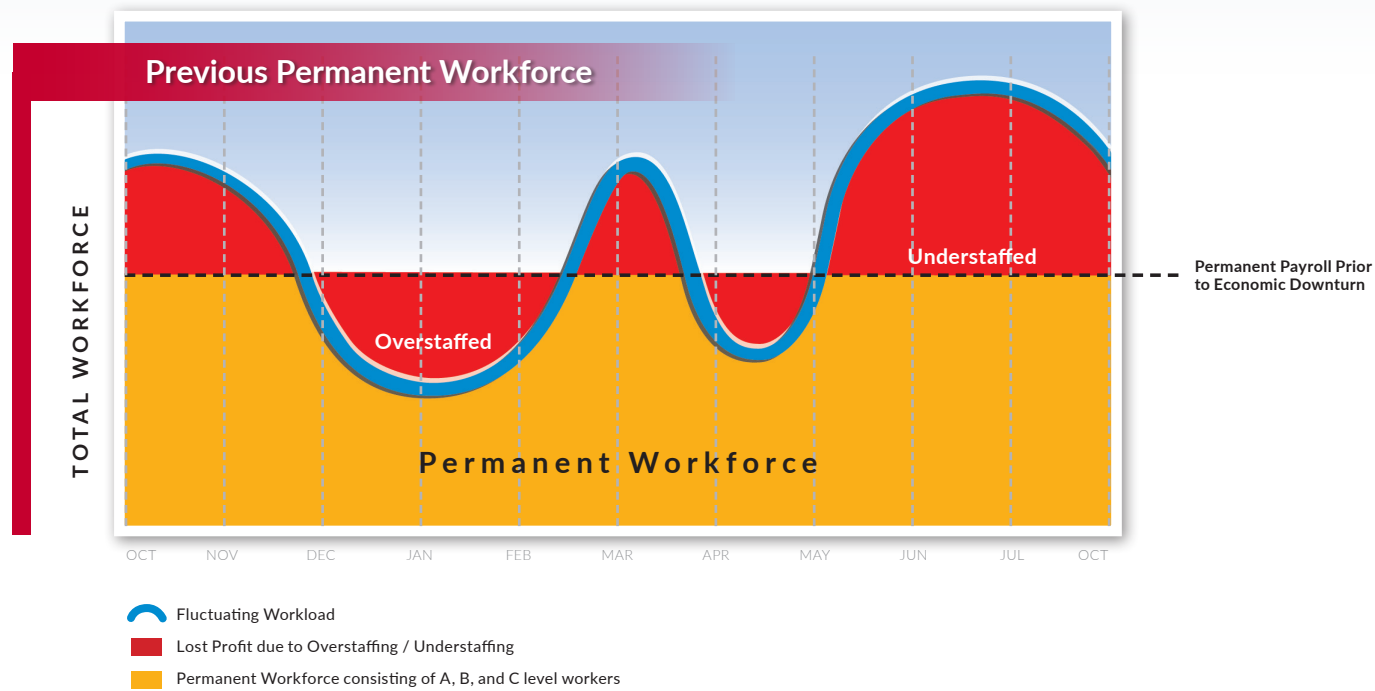 Previous Permanent Workforce
TOTAL WORKFORCE
Understaffed
Permanent Payroll Prior
to Economic Downturn
Overstaffed
Permanent Workforce
OCT NOV DEC JAN FEB MAR APR MAY JUN JUL OCT
Fluctuating Workload
Lost Profit due to Overstaffing / Understaffing
Permanent Workforce consisting of A, B, and C level workers